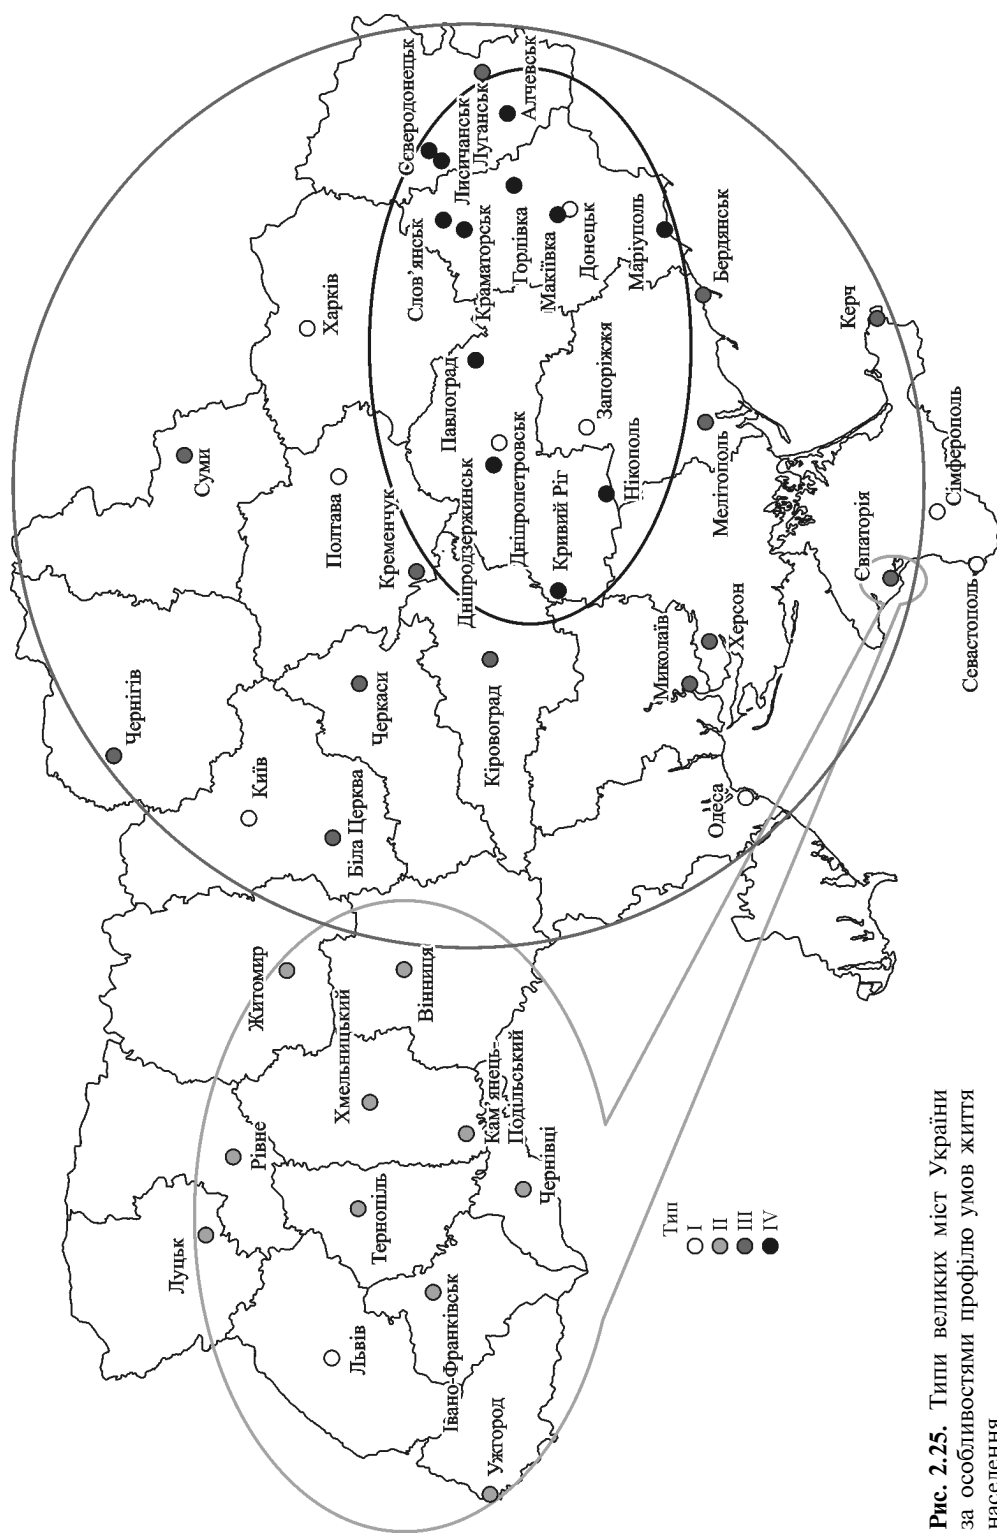 Луцьк
Рівне
Житомир
Чернігів
Київ
Суми
Харків
Львів
Тернопіль
Хмельницький
Вінниця
Біла Церква
Черкаси
Полтава
Кременчук
Ужгород
Івано-Франківськ
Чернівці
Кам’янець-
Подільський
Кіровоград
Дніпродзержинськ
Дніпропетровськ
Павлоград
Слов’янськ
Краматорськ
Сєвєродонецьк
Лисичанськ
Луганськ
Алчевськ
Горлівка
Макіївка
Донецьк
Кривий Ріг
Нікополь
Запоріжжя
Маріуполь
Бердянськ
Мелітополь
Миколаїв
Херсон
Одеса
Керч
Євпаторія
Сімферополь
Севастополь
Тип
I
II
III
IV
Рис. 2.25. Типи великих міст України
за особливостями профілю умов життя
населення